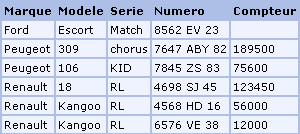 Marque Modele Serie Numero Compteur
Ford Escort Match 8562 EV 23
Peugeot 309 chorus 7647 ABY 82 189500
Peugeot 106 KID 7845 ZS 83 75600
Renault 18 RL 4698 SJ 45 123450
Renault Kangoo RL 4568 HD 16 56000
Renault Kangoo RL 6576 VE 38 12000